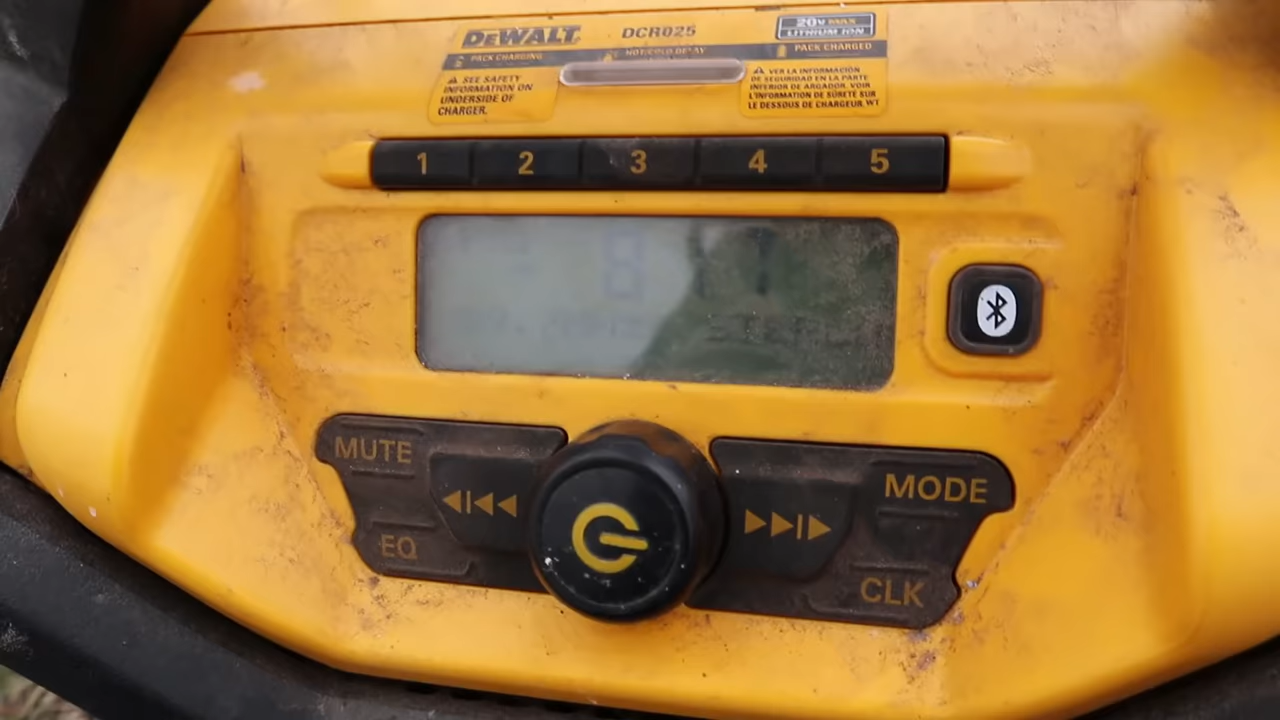 DEWALT DCR025
20V MAX
LITHIUM ION
PACK CHARGING
HOT/COLD DELAY
PACK CHARGED
SEE SAFETY
INFORMATION ON
UNDERSIDE OF
CHARGER.
VER LA INFORMACIÓN
DE SEGURIDAD EN LA PARTE
INFERIOR DE ARGADOR. VOIR
L'INFORMATION DE SÛRETÉ SUR
LE DESSOUS DE CHARGEUR. WT
1 2 3 4 5
MUTE
MODE
EQ
CLK